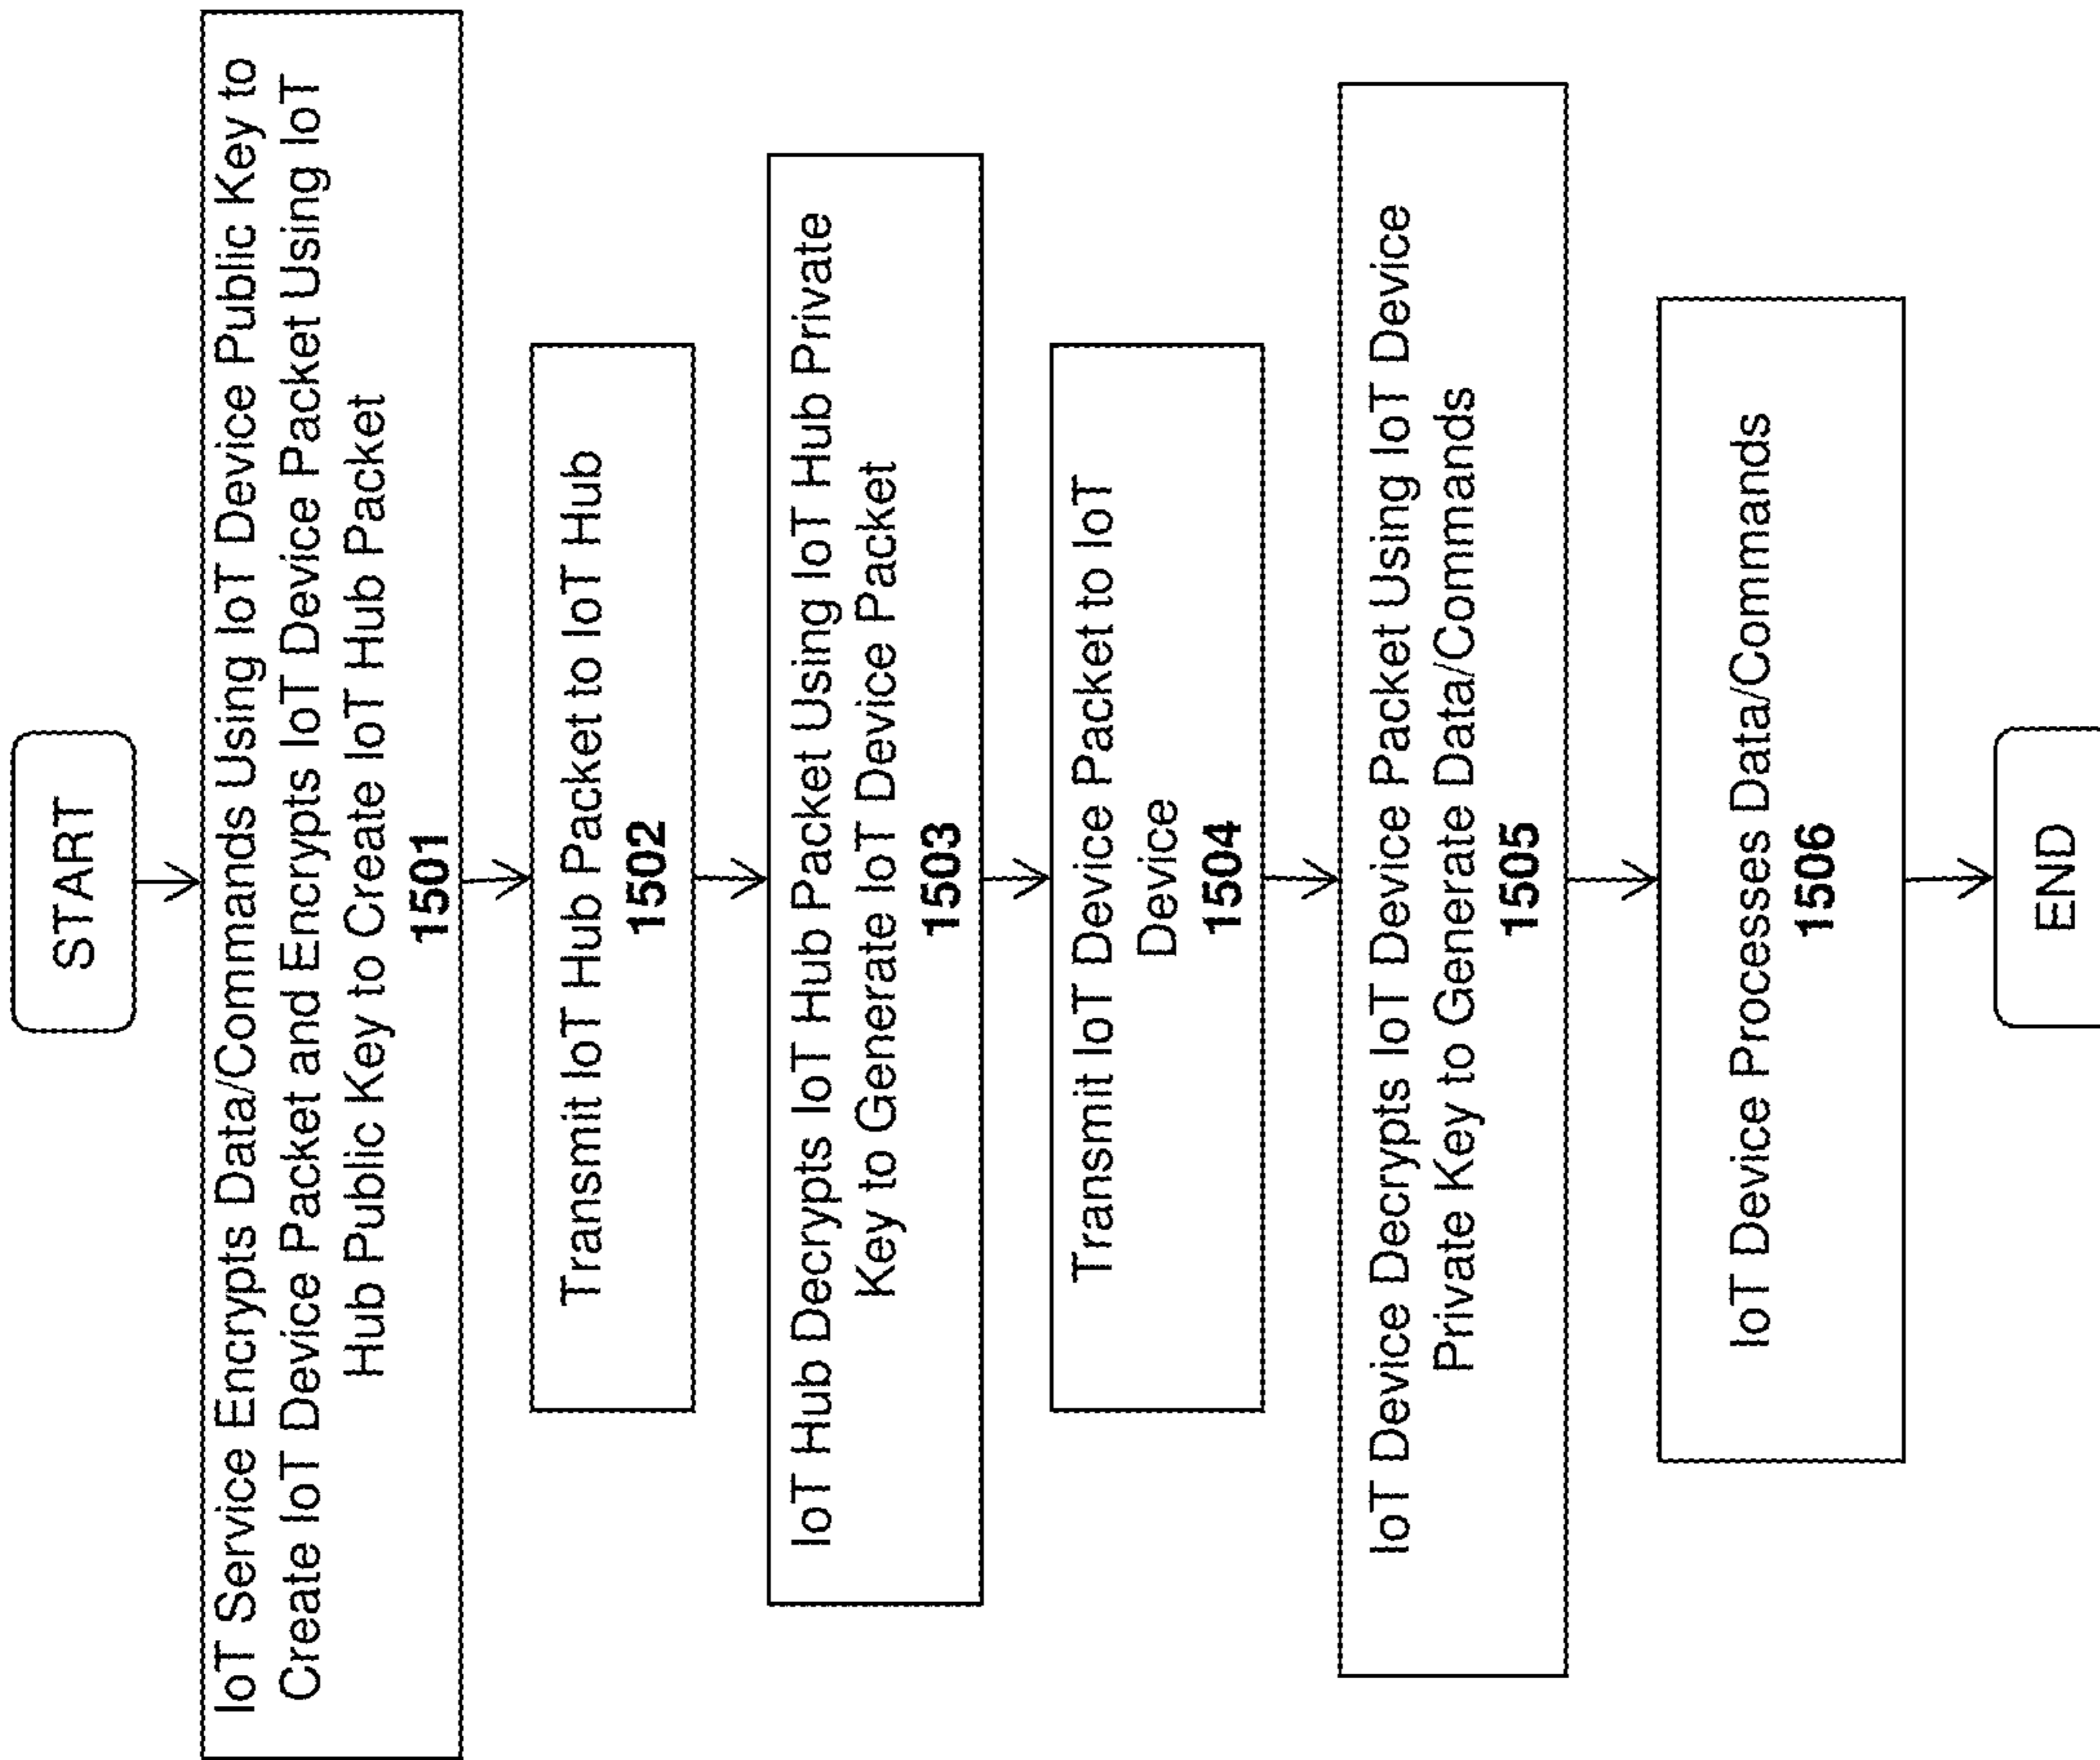 START
IoT Service Encrypts Data/Commands Using IoT Device Public Key to
Create IoT Device Packet and Encrypts IoT Device Packet Using IoT
Hub Public Key to Create IoT Hub Packet
1501
Transmit IoT Hub Packet to IoT Hub
1502
IoT Hub Decrypts IoT Hub Packet Using IoT Hub Private
Key to Generate IoT Device Packet
1503
Transmit IoT Device Packet to IoT
Device
1504
IoT Device Decrypts IoT Device Packet Using IoT Device
Private Key to Generate Data/Commands
1505
IoT Device Processes Data/Commands
1506
END